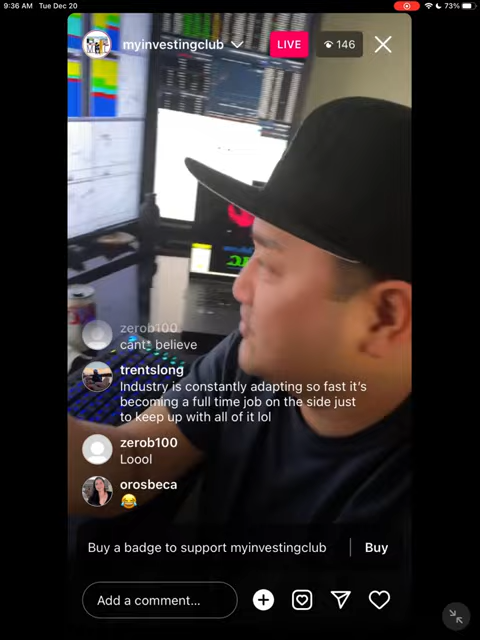 9:36 AM Tue Dec 20
73%
myinvestingclub
LIVE
146
zerob100
cant* believe
trentslong
Industry is constantly adapting so fast it's
becoming a full time job on the side just
to keep up with all of it lol
zerob100
Loool
orosbeca
😂
Buy a badge to support myinvestingclub
Buy
Add a comment...